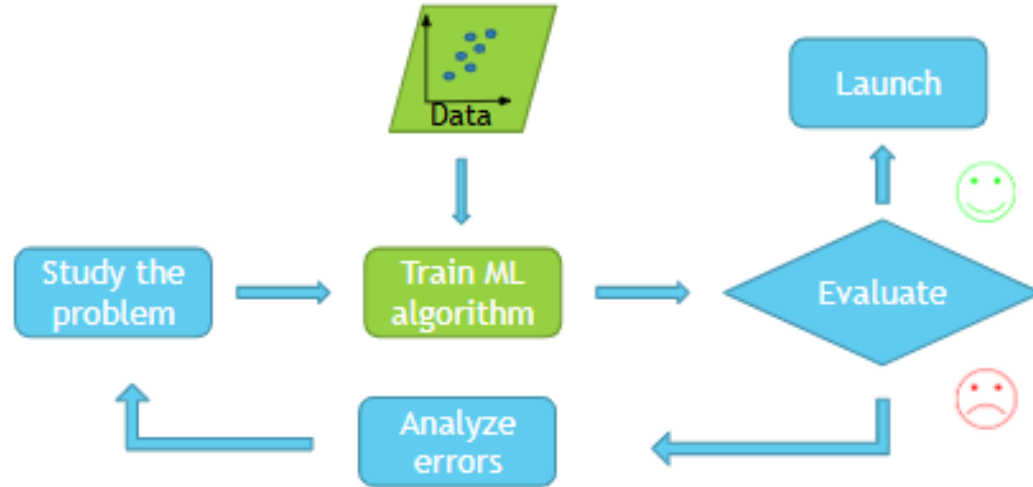 Data
Launch
Study the
problem
Train ML
algorithm
Evaluate
Analyze
errors